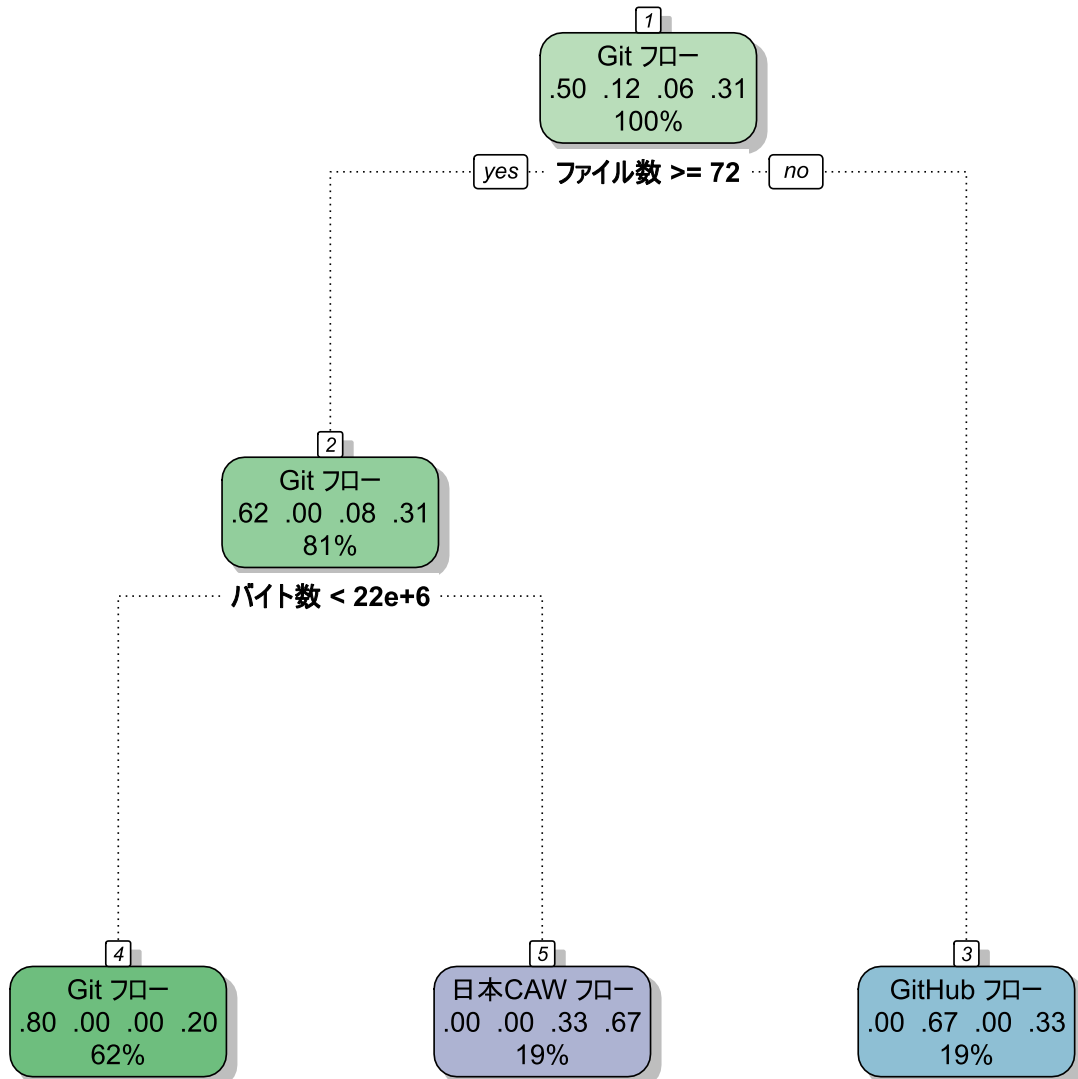 1
Git フロー
.50 .12 .06 .31
100%
yes ファイル数 >= 72 no
2
Git フロー
.62 .00 .08 .31
81%
バイト数 < 22e+6
4
Git フロー
.80 .00 .00 .20
62%
5
日本CAW フロー
.00 .00 .33 .67
19%
3
GitHub フロー
.00 .67 .00 .33
19%